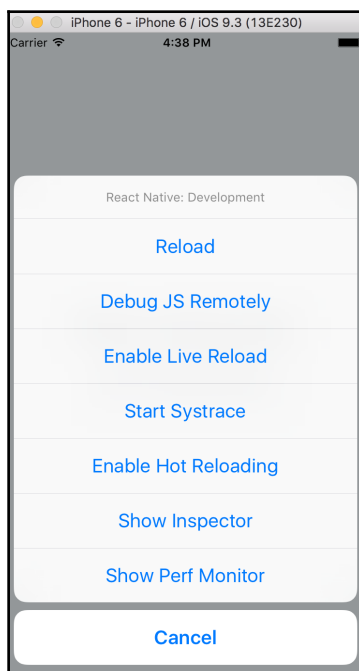 iPhone 6 - iPhone 6 / iOS 9.3 (13E230)
Carrier 4:38 PM
React Native: Development
Reload
Debug JS Remotely
Enable Live Reload
Start Systrace
Enable Hot Reloading
Show Inspector
Show Perf Monitor
Cancel